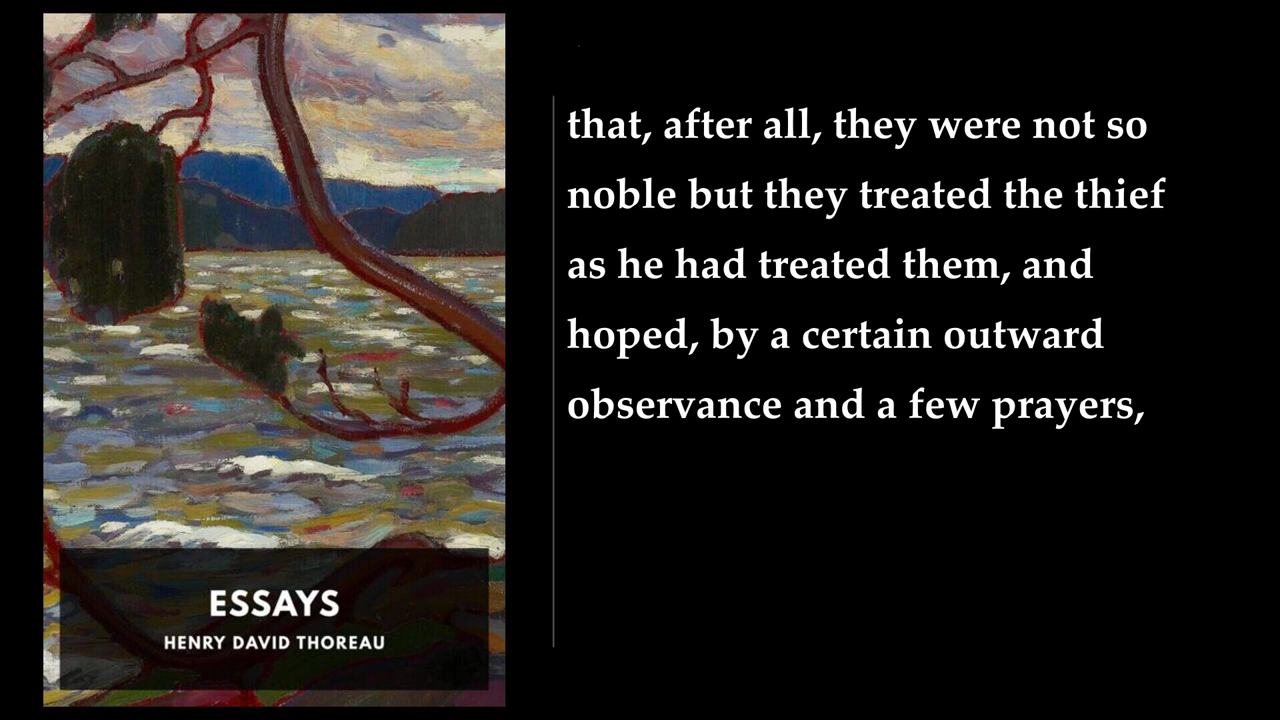 that, after all, they were not so
noble but they treated the thief
as he had treated them, and
hoped, by a certain outward
observance and a few prayers,
ESSAYS
HENRY DAVID THOREAU